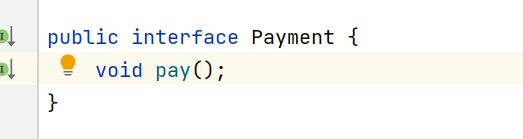 public interface Payment {
    void pay();
}